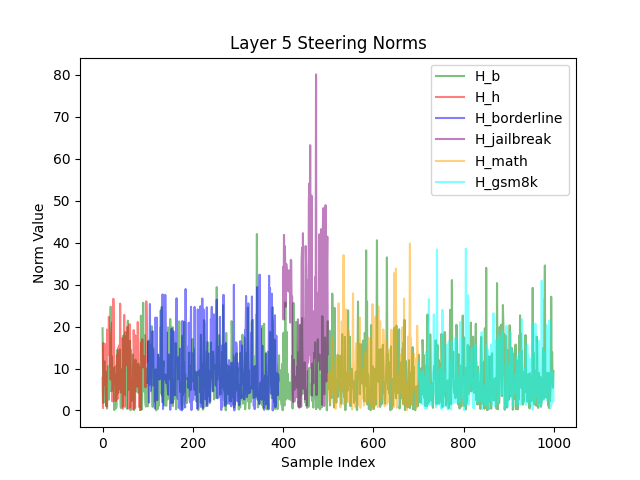 Layer 5 Steering Norms
Norm Value
80
70
60
50
40
30
20
10
0
H_b
H_h
H_borderline
H_jailbreak
H_math
H_gsm8k
0 200 400 600 800 1000
Sample Index